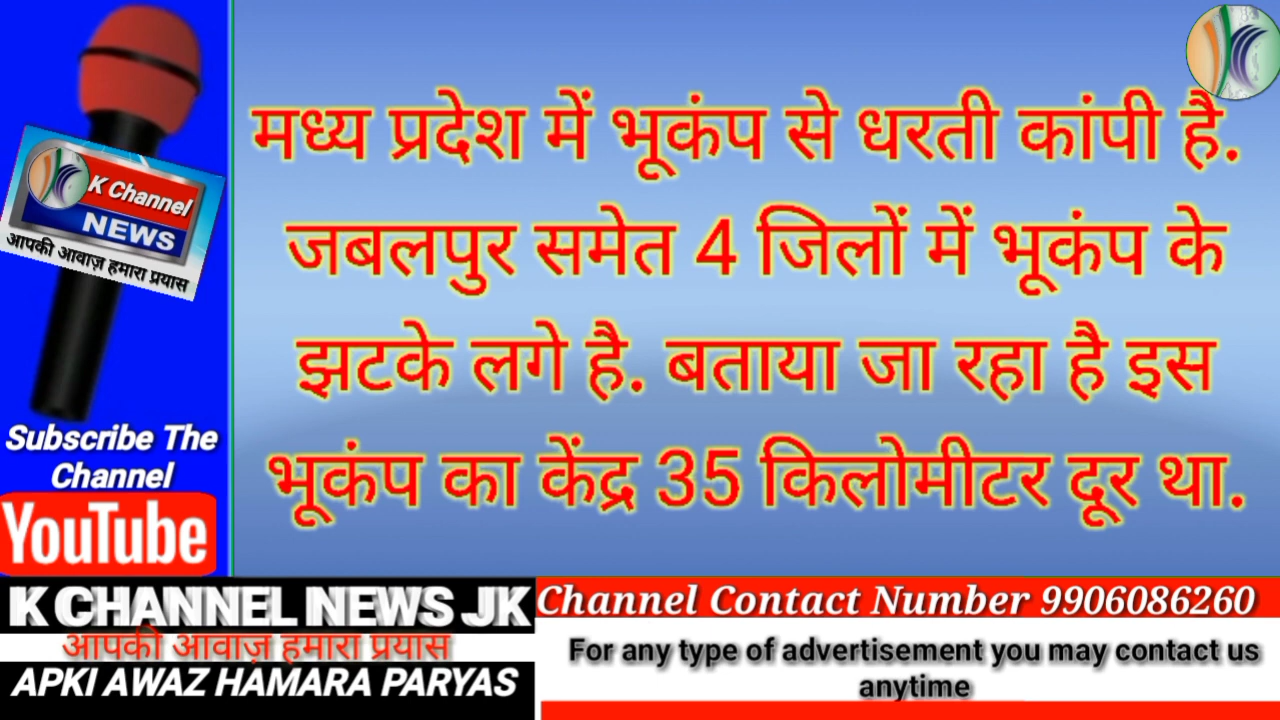 मध्य प्रदेश में भूकंप से धरती कांपी है.
जबलपुर समेत 4 जिलों में भूकंप के
झटके लगे है. बताया जा रहा है इस
भूकंप का केंद्र 35 किलोमीटर दूर था.
K Channel
NEWS
आपकी आवाज़ हमारा प्रयास
Subscribe The
Channel
YouTube
K CHANNEL NEWS JK
आपकी आवाज़ हमारा प्रयास
APKI AWAZ HAMARA PARYAS
Channel Contact Number 9906086260
For any type of advertisement you may contact us
anytime